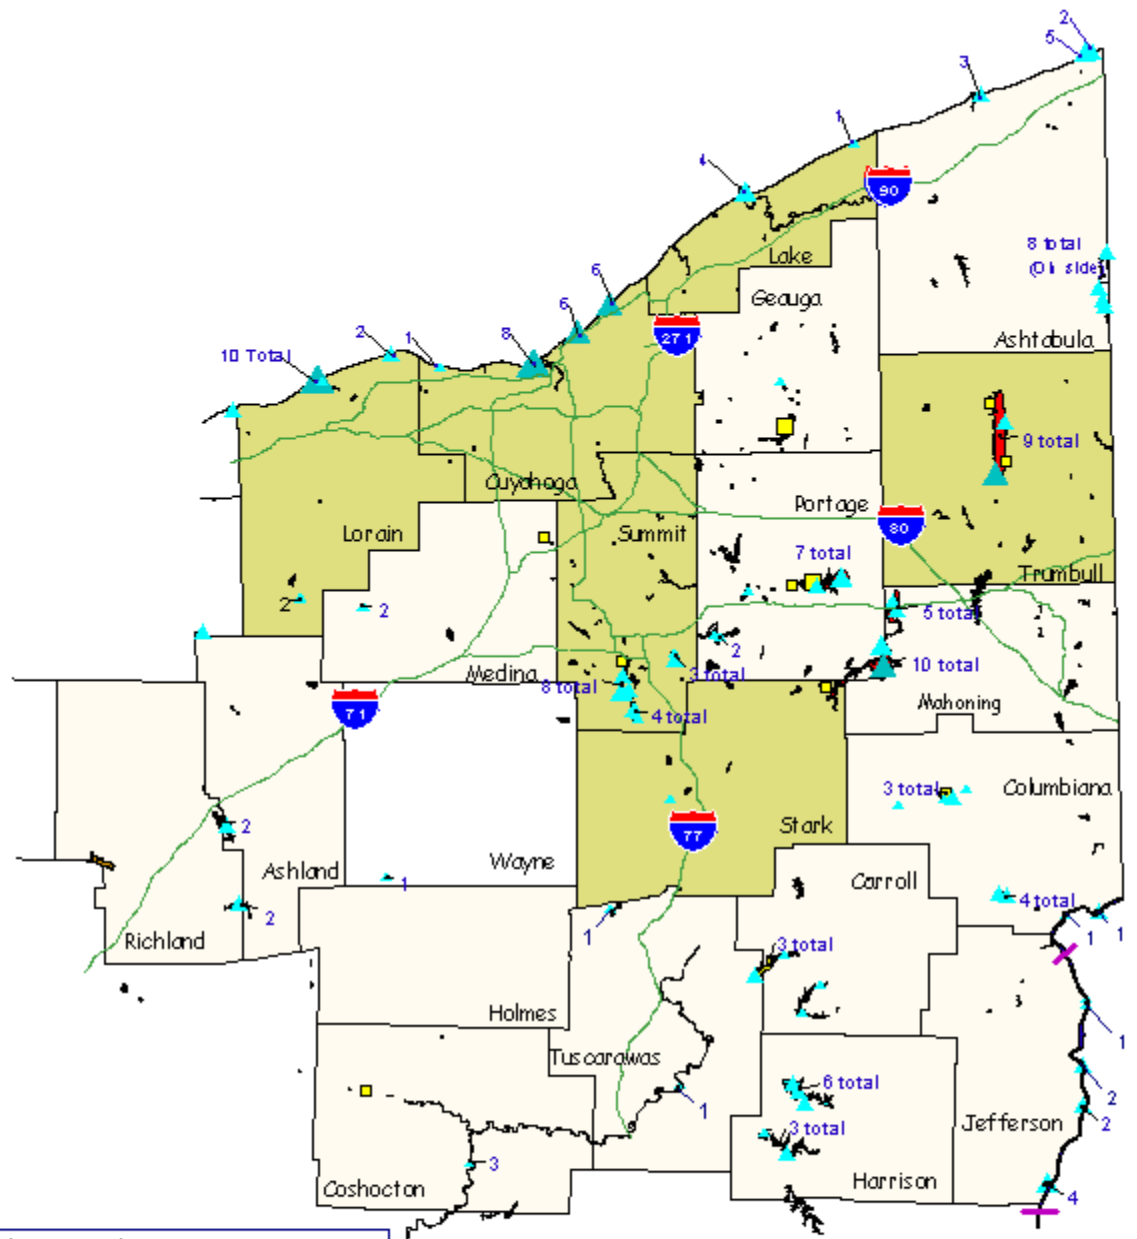 2
5
3
1
4
90
8 total
(Oh side)
Lake
6
Geauga
6
271
2
1
8
Ashtabula
10 Total
9 total
Cuyahoga
Portage
80
Lorain
Summit
7 total
Trumbull
2
2
5 total
2
10 total
Medina
3 total
8 total
Mahoning
71
4 total
3 total
Columbiana
2
77
Stark
Wayne
Ashland
1
Carroll
4 total
2
1
1
1
Richland
3 total
Holmes
1
Tuscarawas
2
6 total
1
2
Jefferson
3 total
3
Coshocton
Harrison
4